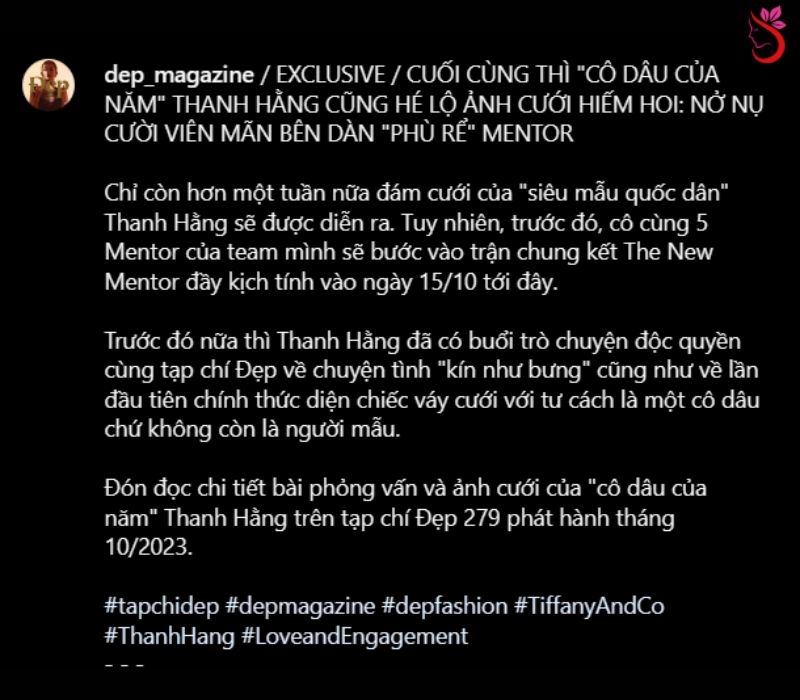 dep_magazine / EXCLUSIVE / CUỐI CÙNG THÌ "CÔ DÂU CỦA
NĂM" THANH HẰNG CŨNG HÉ LỘ ẢNH CƯỚI HIẾM HOI: NỞ NỤ
CƯỜI VIÊN MÃN BÊN DÀN "PHÙ RỂ" MENTOR
Chỉ còn hơn một tuần nữa đám cưới của "siêu mẫu quốc dân"
Thanh Hằng sẽ được diễn ra. Tuy nhiên, trước đó, cô cùng 5
Mentor của team mình sẽ bước vào trận chung kết The New
Mentor đầy kịch tính vào ngày 15/10 tới đây.
Trước đó nữa thì Thanh Hằng đã có buổi trò chuyện độc quyền
cùng tạp chí Đẹp về chuyện tình "kín như bưng" cũng như về lần
đầu tiên chính thức diện chiếc váy cưới với tư cách là một cô dâu
chứ không còn là người mẫu.
Đón đọc chi tiết bài phỏng vấn và ảnh cưới của "cô dâu của
năm" Thanh Hằng trên tạp chí Đẹp 279 phát hành tháng
10/2023.
#tapchidep #depmagazine #depfashion #TiffanyAndCo
#ThanhHang #LoveandEngagement
- - -